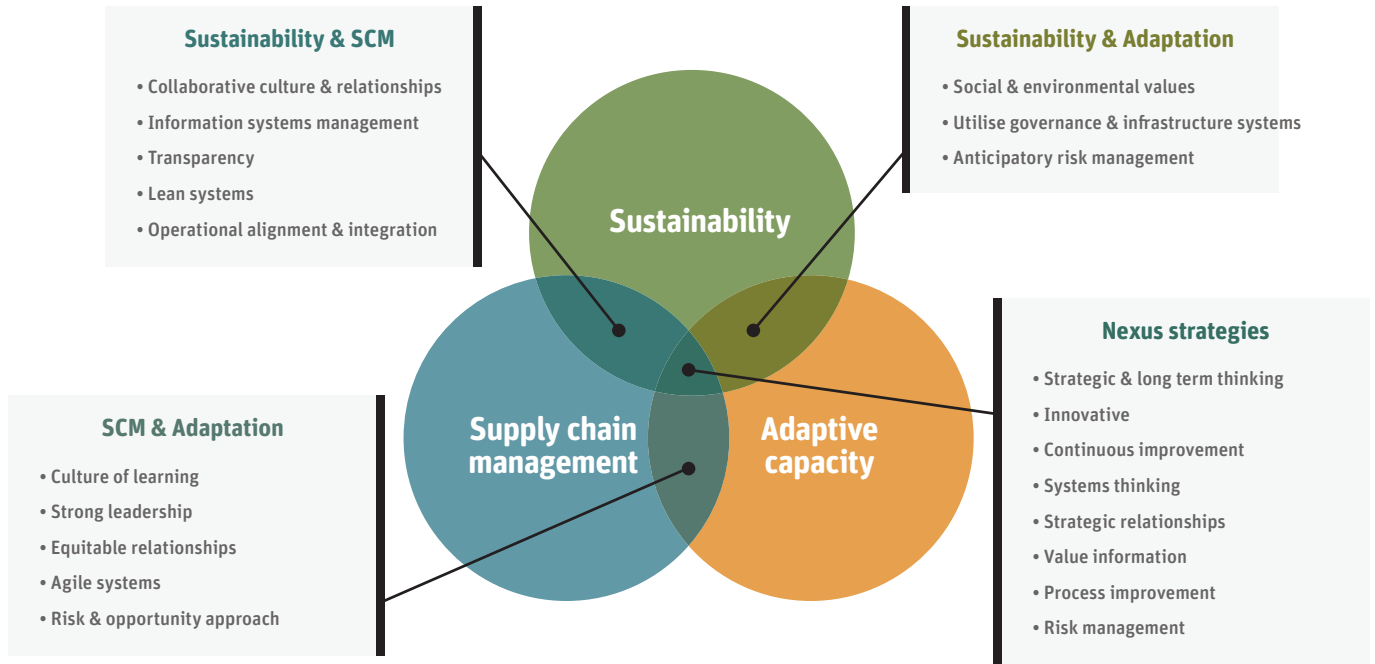 Sustainability & SCM
• Collaborative culture & relationships
• Information systems management
• Transparency
• Lean systems
• Operational alignment & integration
Sustainability & Adaptation
• Social & environmental values
• Utilise governance & infrastructure systems
• Anticipatory risk management
Sustainability
Supply chain
management
Adaptive
capacity
SCM & Adaptation
• Culture of learning
• Strong leadership
• Equitable relationships
• Agile systems
• Risk & opportunity approach
Nexus strategies
• Strategic & long term thinking
• Innovative
• Continuous improvement
• Systems thinking
• Strategic relationships
• Value information
• Process improvement
• Risk management